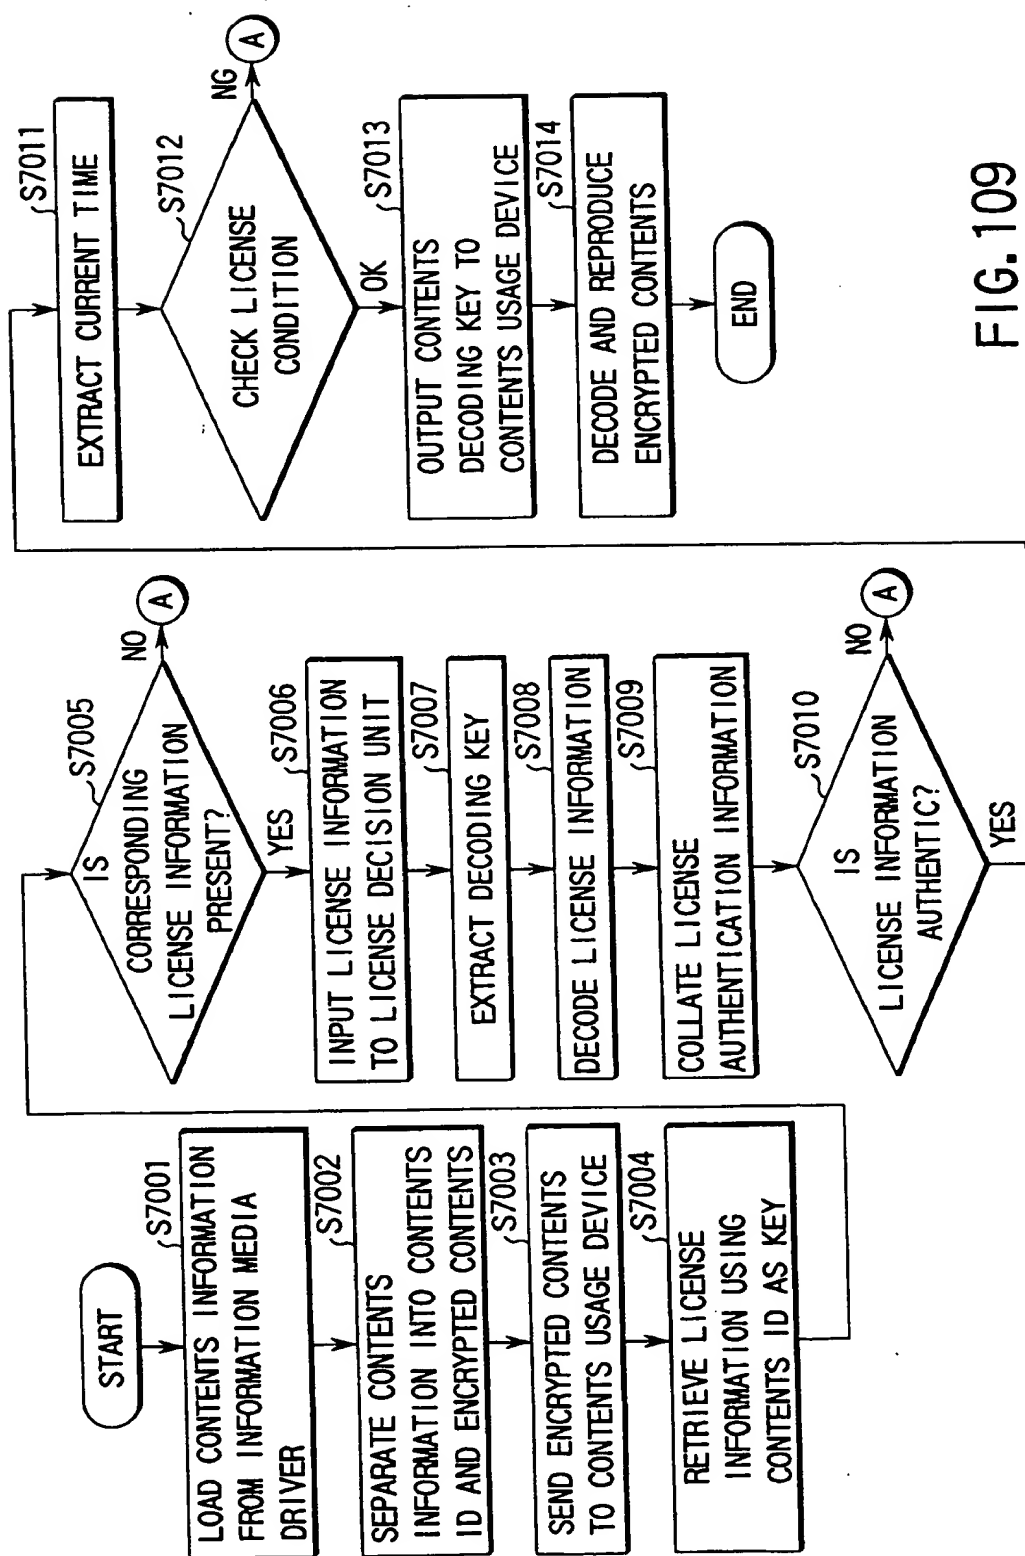 START
S7001
LOAD CONTENTS INFORMATION
FROM INFORMATION MEDIA
DRIVER
S7002
SEPARATE CONTENTS
INFORMATION INTO CONTENTS
ID AND ENCRYPTED CONTENTS
S7003
SEND ENCRYPTED CONTENTS
TO CONTENTS USAGE DEVICE
S7004
RETRIEVE LICENSE
INFORMATION USING
CONTENTS ID AS KEY
S7005
IS
CORRESPONDING
LICENSE INFORMATION
PRESENT?
NO
A
YES
S7006
INPUT LICENSE INFORMATION
TO LICENSE DECISION UNIT
S7007
EXTRACT DECODING KEY
S7008
DECODE LICENSE INFORMATION
S7009
COLLATE LICENSE
AUTHENTICATION INFORMATION
S7010
IS
LICENSE INFORMATION
AUTHENTIC?
NO
A
YES
S7011
EXTRACT CURRENT TIME
S7012
CHECK LICENSE
CONDITION
NG
A
OK
S7013
OUTPUT CONTENTS
DECODING KEY TO
CONTENTS USAGE DEVICE
S7014
DECODE AND REPRODUCE
ENCRYPTED CONTENTS
END
FIG. 109